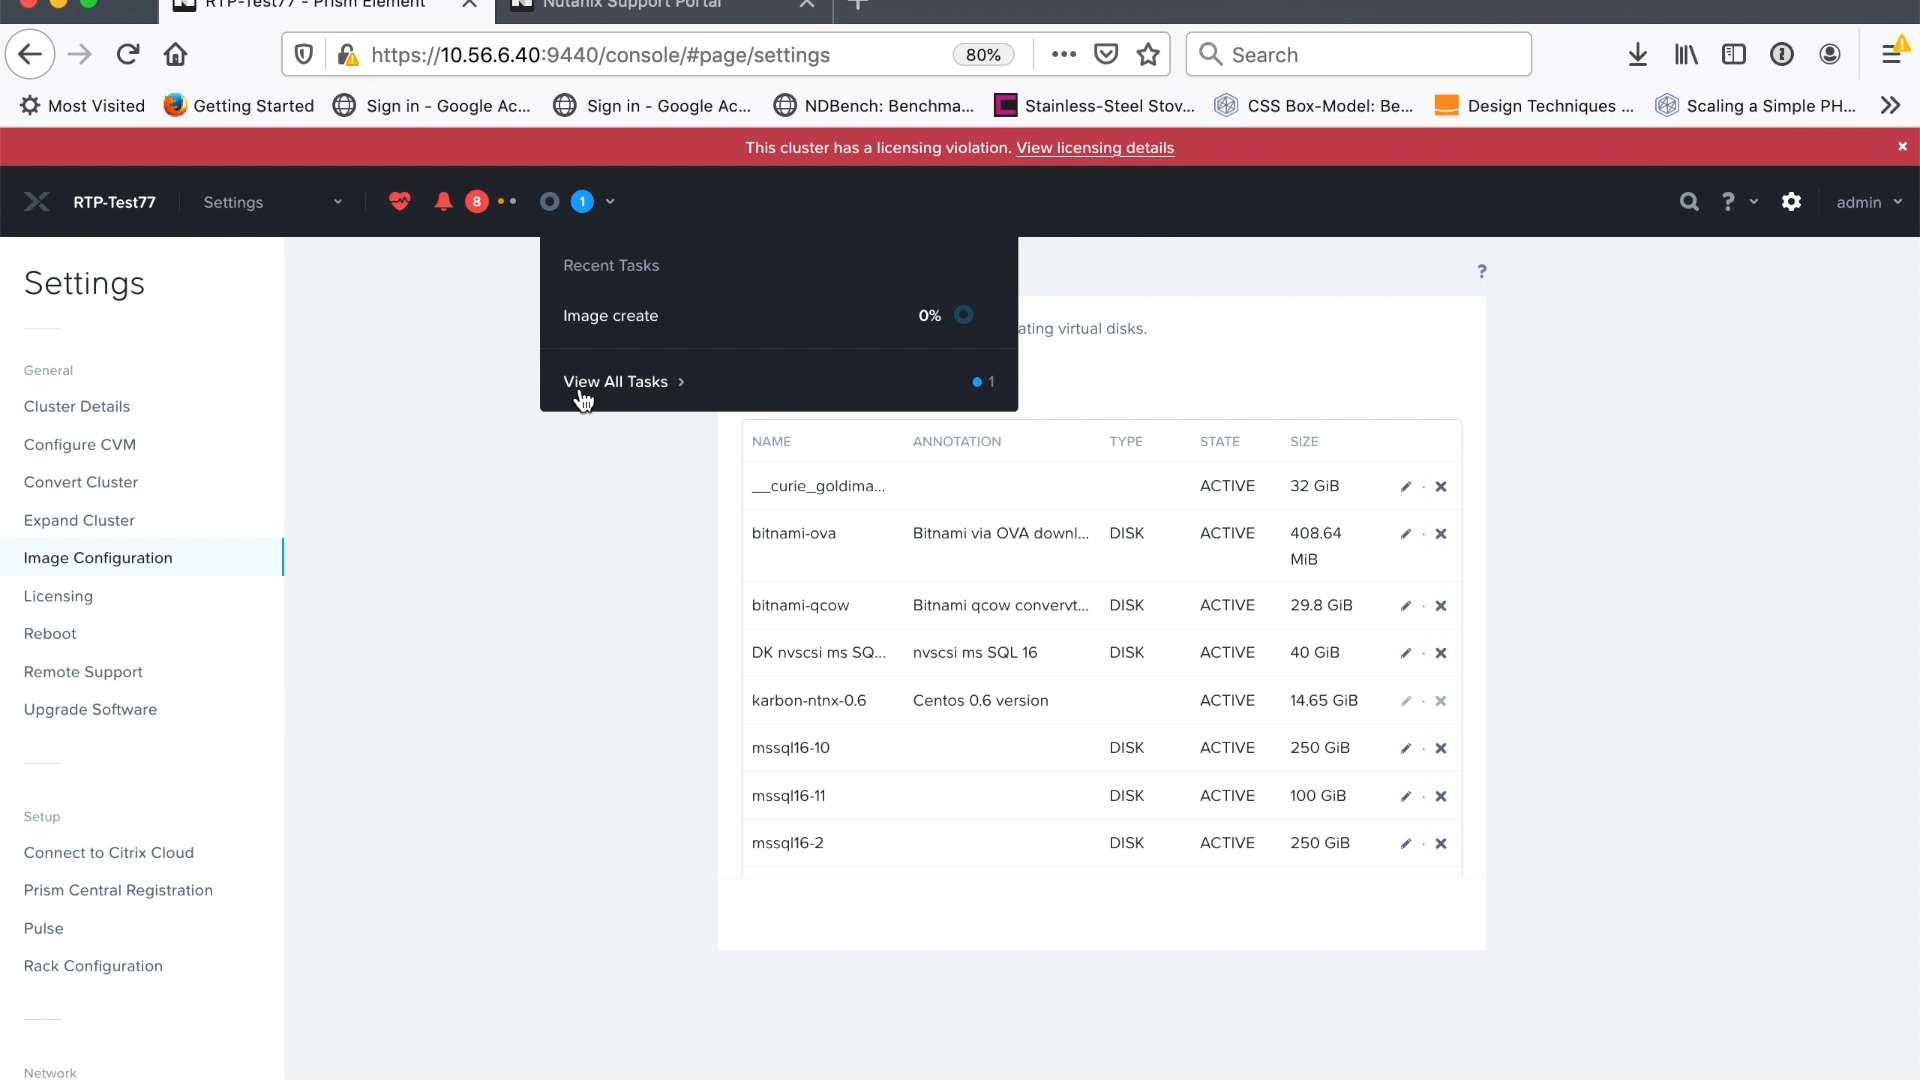 RTP-Test77 - Prism Element
Nutanix Support Portal
https://10.56.6.40:9440/console/#page/settings
80%
Search
Most Visited
Getting Started
Sign in - Google Ac...
Sign in - Google Ac...
NDBench: Benchma...
Stainless-Steel Stov...
CSS Box-Model: Be...
Design Techniques ...
Scaling a Simple PH...
This cluster has a licensing violation. View licensing details
RTP-Test77
Settings
8
1
?
admin
Settings
General
Cluster Details
Configure CVM
Convert Cluster
Expand Cluster
Image Configuration
Licensing
Reboot
Remote Support
Upgrade Software
Setup
Connect to Citrix Cloud
Prism Central Registration
Pulse
Rack Configuration
Network
Recent Tasks
Image create 0%
View All Tasks 1
?
ating virtual disks.
NAME ANNOTATION TYPE STATE SIZE
__curie_goldima... ACTIVE 32 GiB
bitnami-ova Bitnami via OVA downl... DISK ACTIVE 408.64
MiB
bitnami-qcow Bitnami qcow convervt... DISK ACTIVE 29.8 GiB
DK nvscsi ms SQ... nvscsi ms SQL 16 DISK ACTIVE 40 GiB
karbon-ntnx-0.6 Centos 0.6 version ACTIVE 14.65 GiB
mssql16-10 DISK ACTIVE 250 GiB
mssql16-11 DISK ACTIVE 100 GiB
mssql16-2 DISK ACTIVE 250 GiB